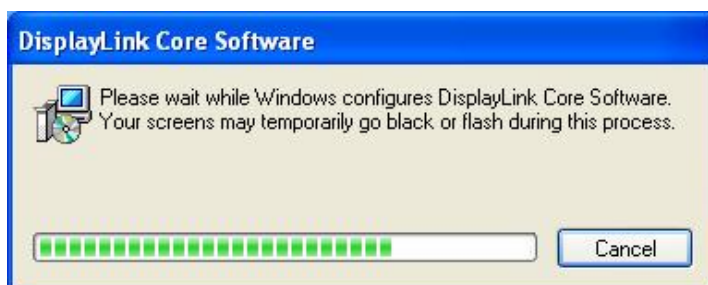 DisplayLink Core Software
Please wait while Windows configures DisplayLink Core Software.
Your screens may temporarily go black or flash during this process.
Cancel